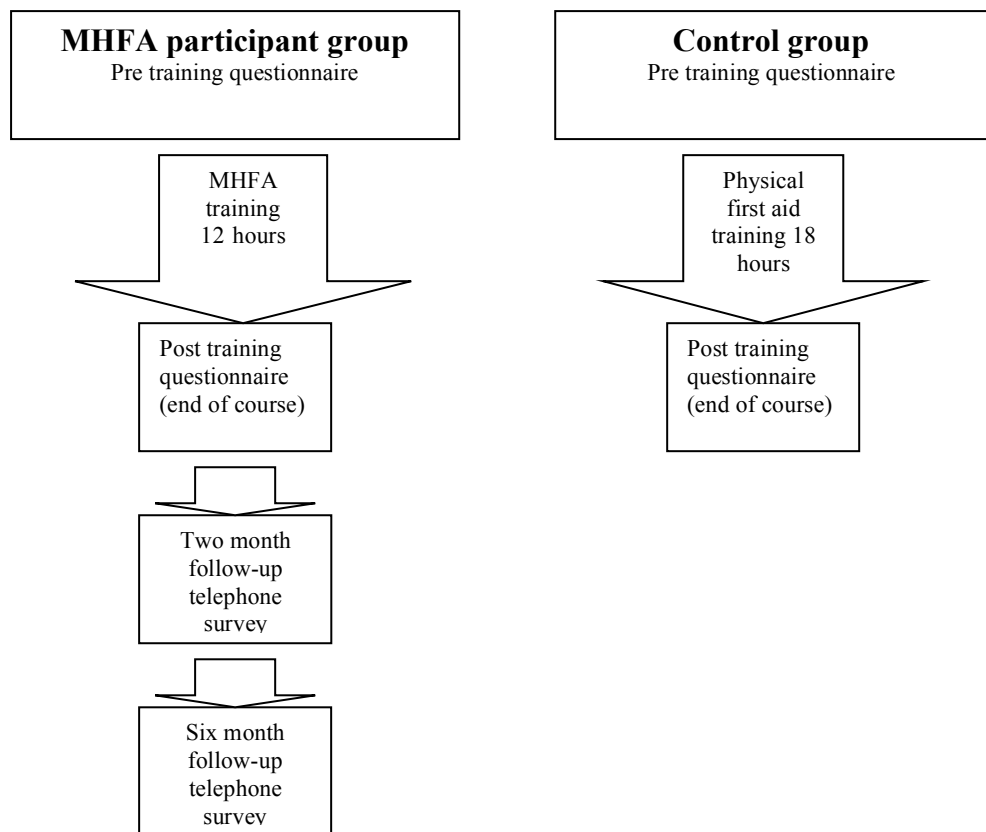 MHFA participant group
Pre training questionnaire
MHFA
training
12 hours
Post training
questionnaire
(end of course)
Two month
follow-up
telephone
survey
Six month
follow-up
telephone
survey
Control group
Pre training questionnaire
Physical
first aid
training 18
hours
Post training
questionnaire
(end of course)